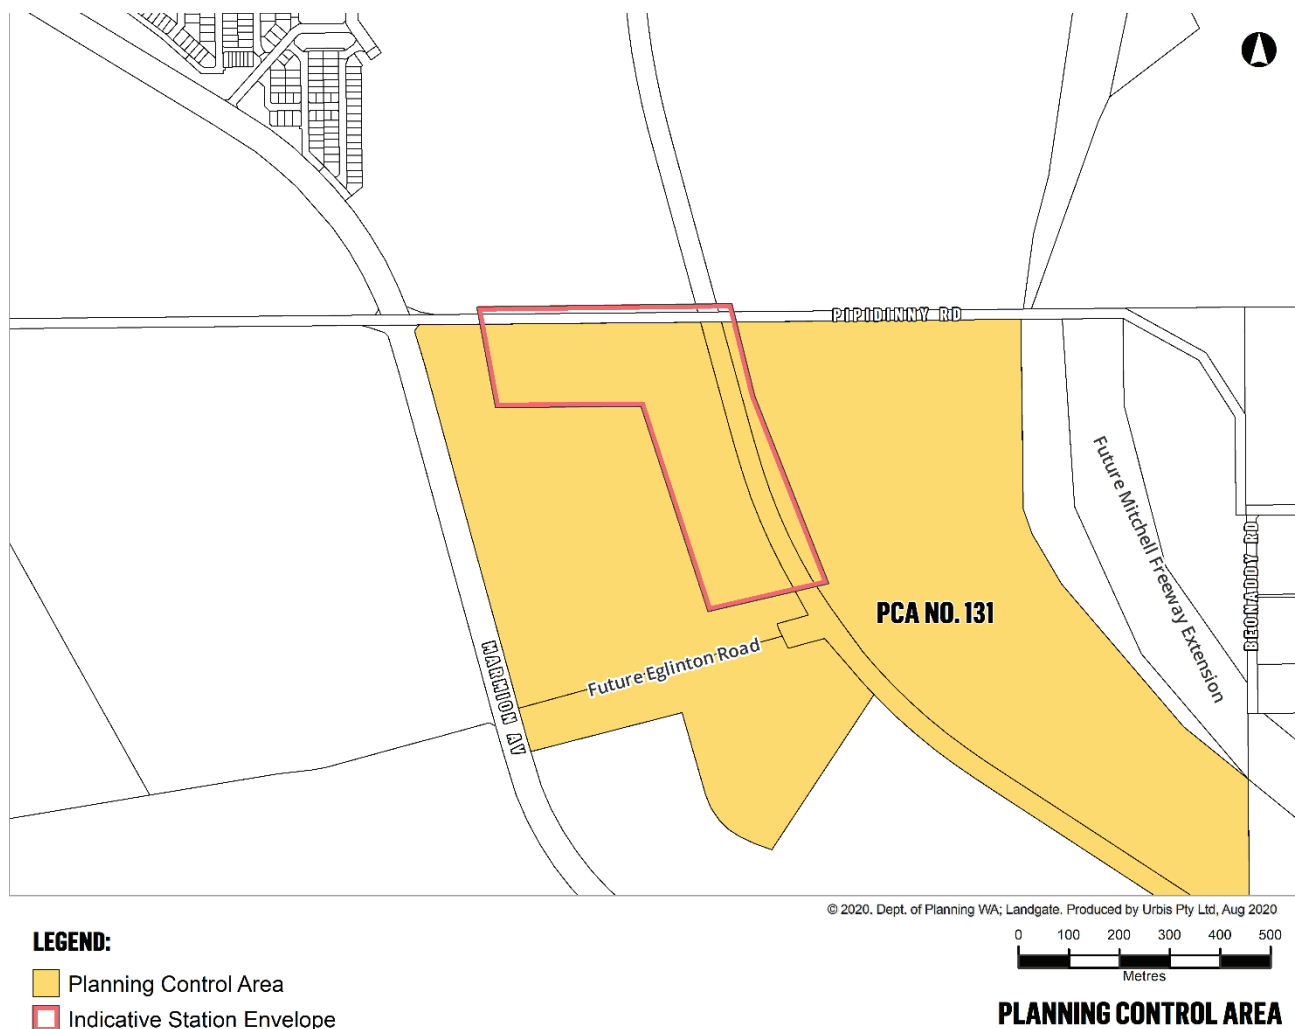 PIPIDINNY RD
Future Mitchell Freeway Extension
BEONADDY RD
PCA NO. 131
Future Eglinton Road
MARMION AV
© 2020. Dept. of Planning WA; Landgate. Produced by Urbis Pty Ltd, Aug 2020
LEGEND:
Planning Control Area
Indicative Station Envelope
0 100 200 300 400 500
Metres
PLANNING CONTROL AREA